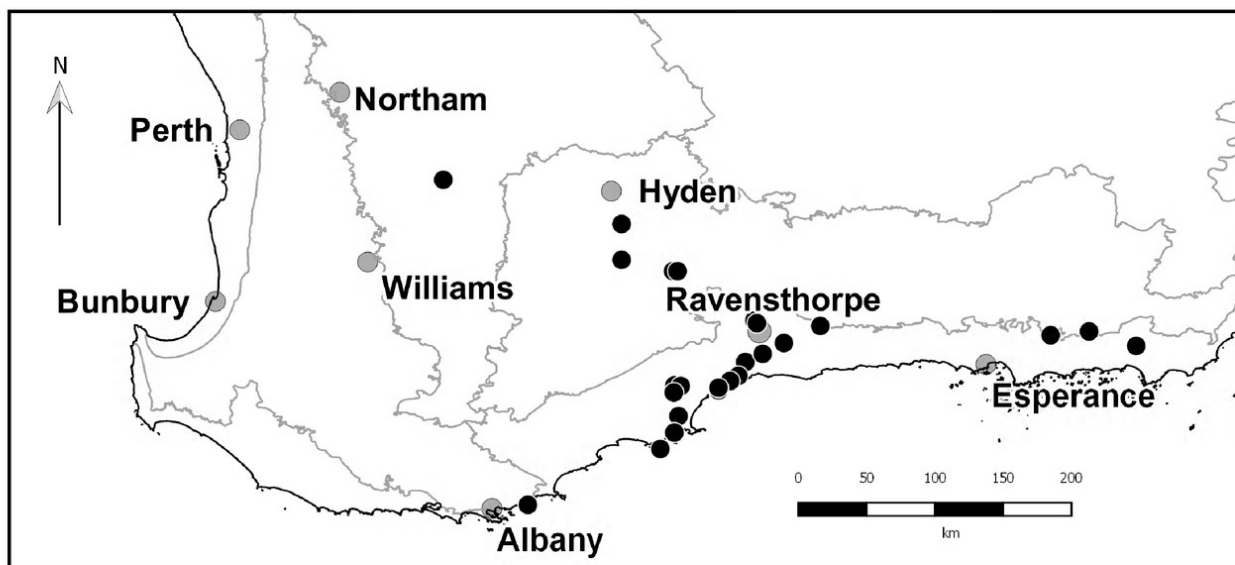 N
Northam
Perth
Hyden
Williams
Bunbury
Ravensthorpe
Esperance
0 50 100 150 200
km
Albany